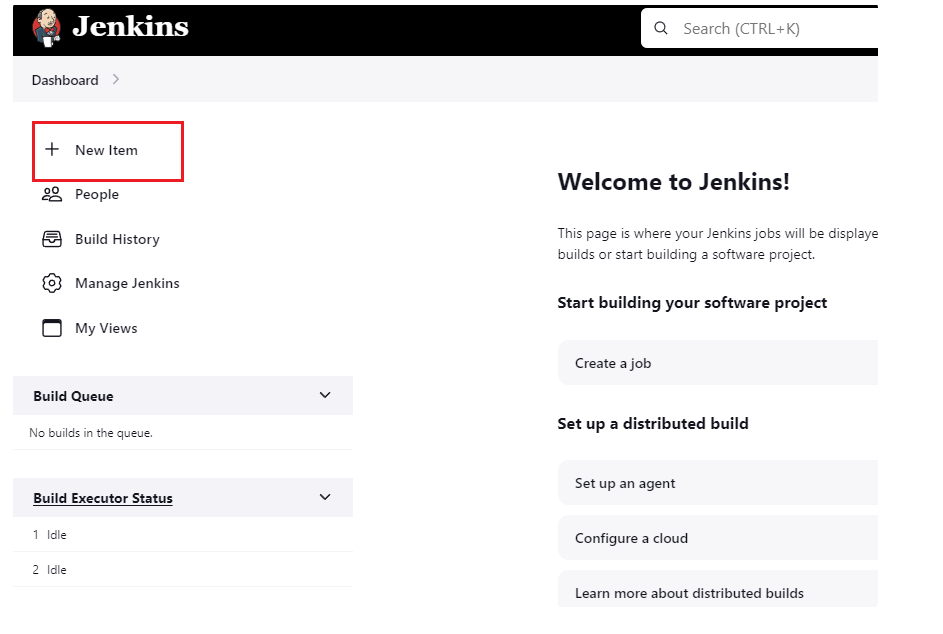 Jenkins
Search (CTRL+K)
Dashboard
New Item
People
Build History
Manage Jenkins
My Views
Build Queue
No builds in the queue.
Build Executor Status
1 Idle
2 Idle
Welcome to Jenkins!
This page is where your Jenkins jobs will be displaye
builds or start building a software project.
Start building your software project
Create a job
Set up a distributed build
Set up an agent
Configure a cloud
Learn more about distributed builds